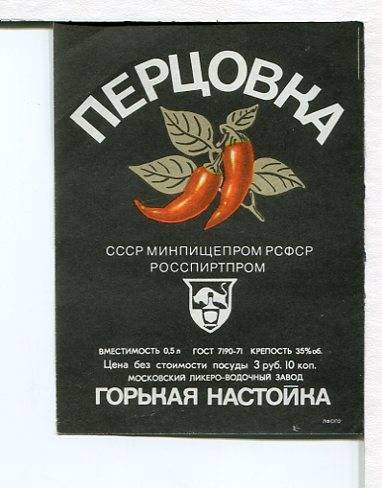 ПЕРЦОВКА
СССР МИНПИЩЕПРОМ РСФСР
РОССПИРТПРОМ
ВМЕСТИМОСТЬ 0,5 л ГОСТ 7190-71 КРЕПОСТЬ 35% об.
Цена без стоимости посуды 3 руб. 10 коп.
МОСКОВСКИЙ ЛИКЕРО-ВОДОЧНЫЙ ЗАВОД
ГОРЬКАЯ НАСТОЙКА